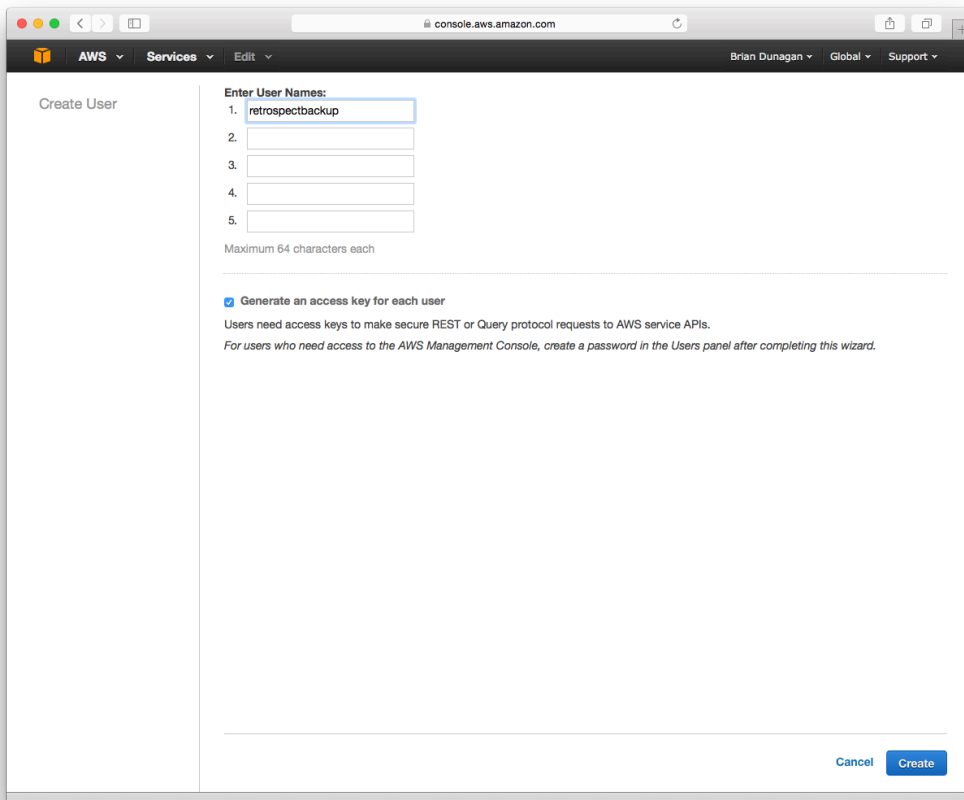 console.aws.amazon.com
AWS Services Edit Brian Dunagan Global Support
Create User
Enter User Names:
1. retrospectbackup
2.
3.
4.
5.
Maximum 64 characters each
Generate an access key for each user
Users need access keys to make secure REST or Query protocol requests to AWS service APIs.
For users who need access to the AWS Management Console, create a password in the Users panel after completing this wizard.
Cancel Create